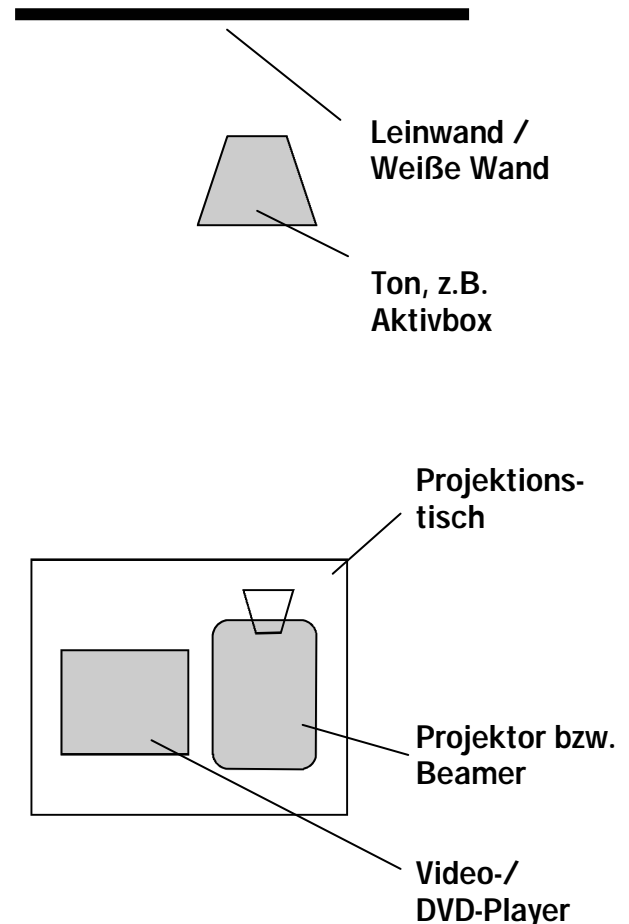 Leinwand /
Weiße Wand
Ton, z.B.
Aktivbox
Projektions-
tisch
Projektor bzw.
Beamer
Video-/
DVD-Player